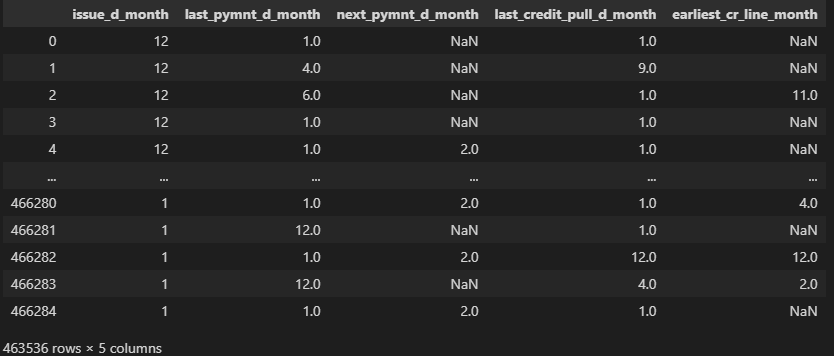 issue_d_month last_pymnt_d_month next_pymnt_d_month last_credit_pull_d_month earliest_cr_line_month
0 12 1.0 NaN 1.0 NaN
1 12 4.0 NaN 9.0 NaN
2 12 6.0 NaN 1.0 11.0
3 12 1.0 NaN 1.0 NaN
4 12 1.0 2.0 1.0 NaN
... ... ... ... ... ...
466280 1 1.0 2.0 1.0 4.0
466281 1 12.0 NaN 1.0 NaN
466282 1 1.0 2.0 12.0 12.0
466283 1 12.0 NaN 4.0 2.0
466284 1 1.0 2.0 1.0 NaN
463536 rows × 5 columns